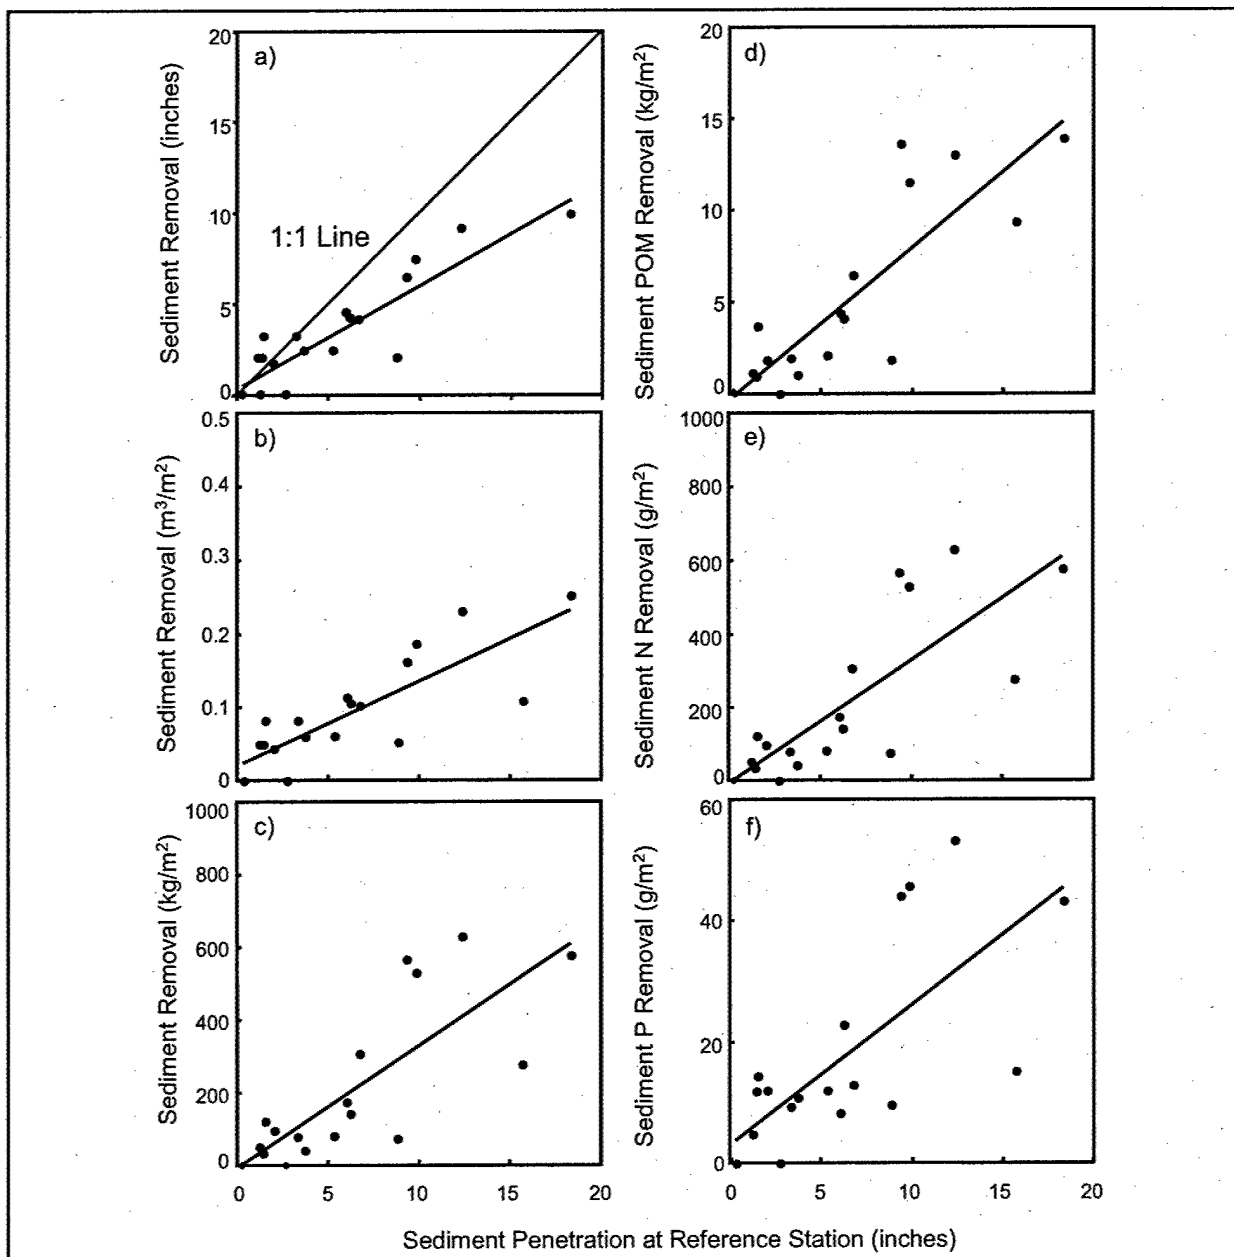 a)
Sediment Removal (inches)
20
15
10
5
0
1:1 Line
b)
Sediment Removal (m³/m²)
0.5
0.4
0.3
0.2
0.1
0
c)
Sediment Removal (kg/m²)
1000
800
600
400
200
0
0 5 10 15 20
d)
Sediment POM Removal (kg/m²)
20
15
10
5
0
e)
Sediment N Removal (g/m²)
1000
800
600
400
200
0
f)
Sediment P Removal (g/m²)
60
40
20
0
0 5 10 15 20
Sediment Penetration at Reference Station (inches)